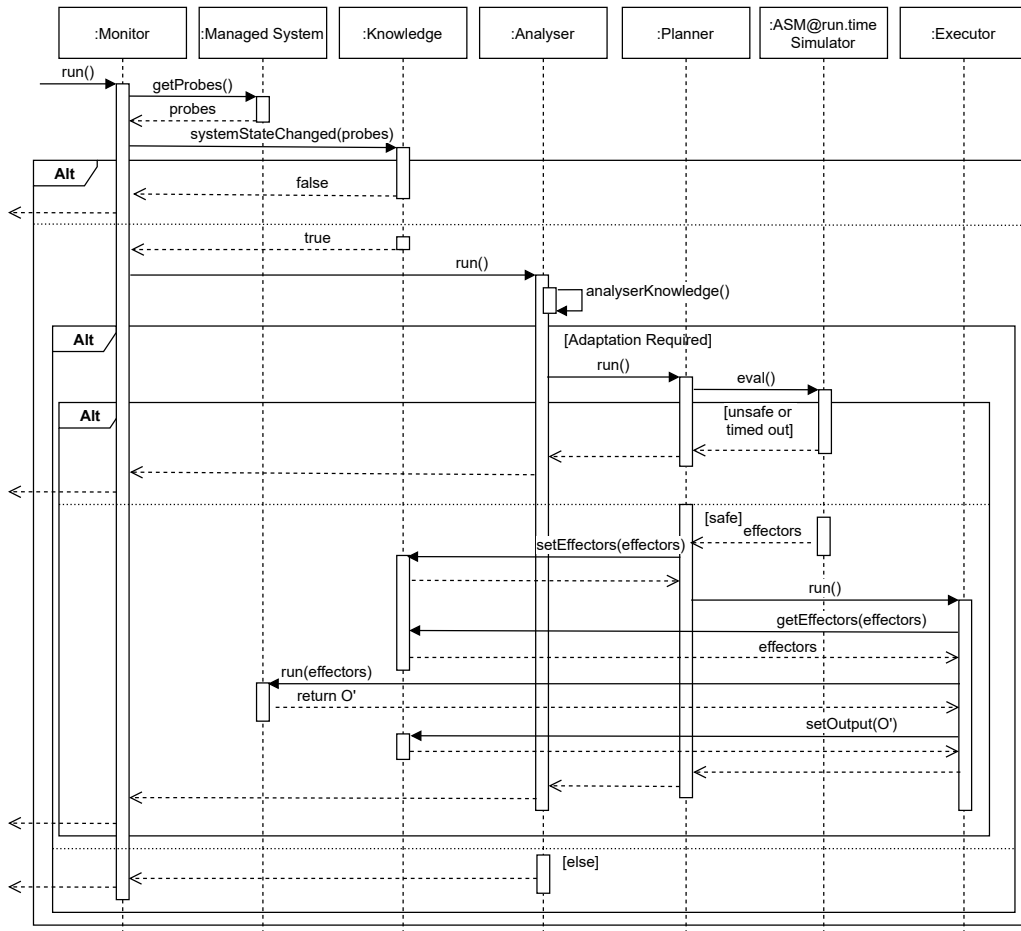 :Monitor
:Managed System
:Knowledge
:Analyser
:Planner
:ASM@run.time
Simulator
:Executor
run()
getProbes()
probes
systemStateChanged(probes)
Alt
false
true
run()
analyserKnowledge()
Alt
[Adaptation Required]
run()
eval()
Alt
[unsafe or
timed out]
[safe]
effectors
setEffectors(effectors)
run()
getEffectors(effectors)
effectors
run(effectors)
return O'
setOutput(O')
[else]